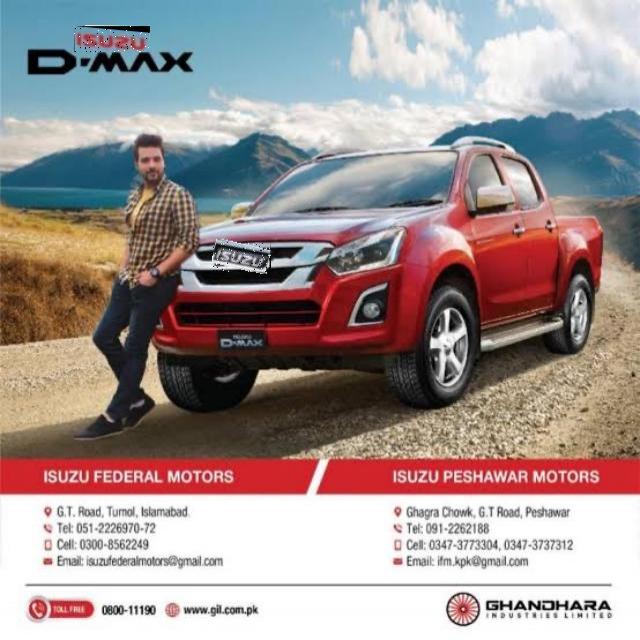 ISUZU
D-MAX
ISUZU
ISUZU
D-MAX
ISUZU FEDERAL MOTORS
G.T. Road, Turnol, Islamabad.
Tel: 051-2226970-72
Cell: 0300-8562249
Email: isuzufederalmotors@gmail.com
ISUZU PESHAWAR MOTORS
Ghagra Chowk, G.T Road, Peshawar
Tel: 091-2262188
Cell: 0347-3773304, 0347-3737312
Email: ifm.kpk@gmail.com
TOLL FREE 0800-11190 www.gil.com.pk
GHANDHARA
INDUSTRIES LIMITED